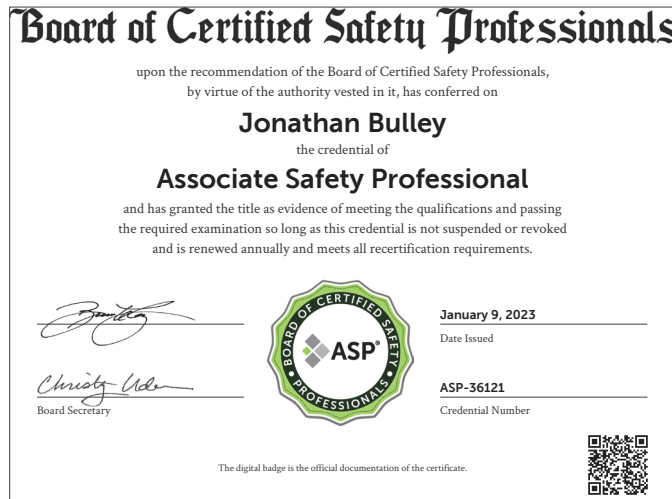 Board of Certified Safety Professionals
upon the recommendation of the Board of Certified Safety Professionals,
by virtue of the authority vested in it, has conferred on
Jonathan Bulley
the credential of
Associate Safety Professional
and has granted the title as evidence of meeting the qualifications and passing
the required examination so long as this credential is not suspended or revoked
and is renewed annually and meets all recertification requirements.
BOARD OF CERTIFIED SAFETY
ASP®
PROFESSIONALS
January 9, 2023
Date Issued
Christy Uden
Board Secretary
ASP-36121
Credential Number
The digital badge is the official documentation of the certificate.